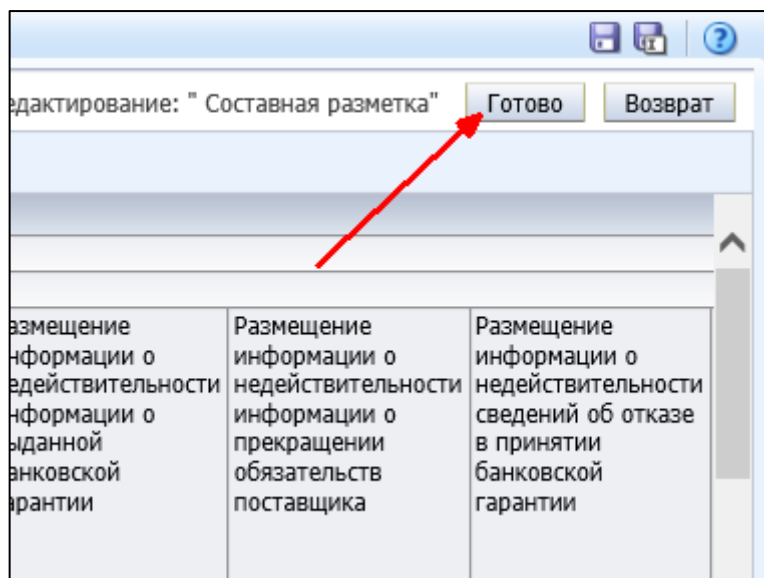 едактирование: " Составная разметка" Готово Возврат
азмещение
нформации о
едействительности
нформации о
ыданной
анковской
арантии
Размещение
информации о
недействительности
информации о
прекращении
обязательств
поставщика
Размещение
информации о
недействительности
сведений об отказе
в принятии
банковской
гарантии